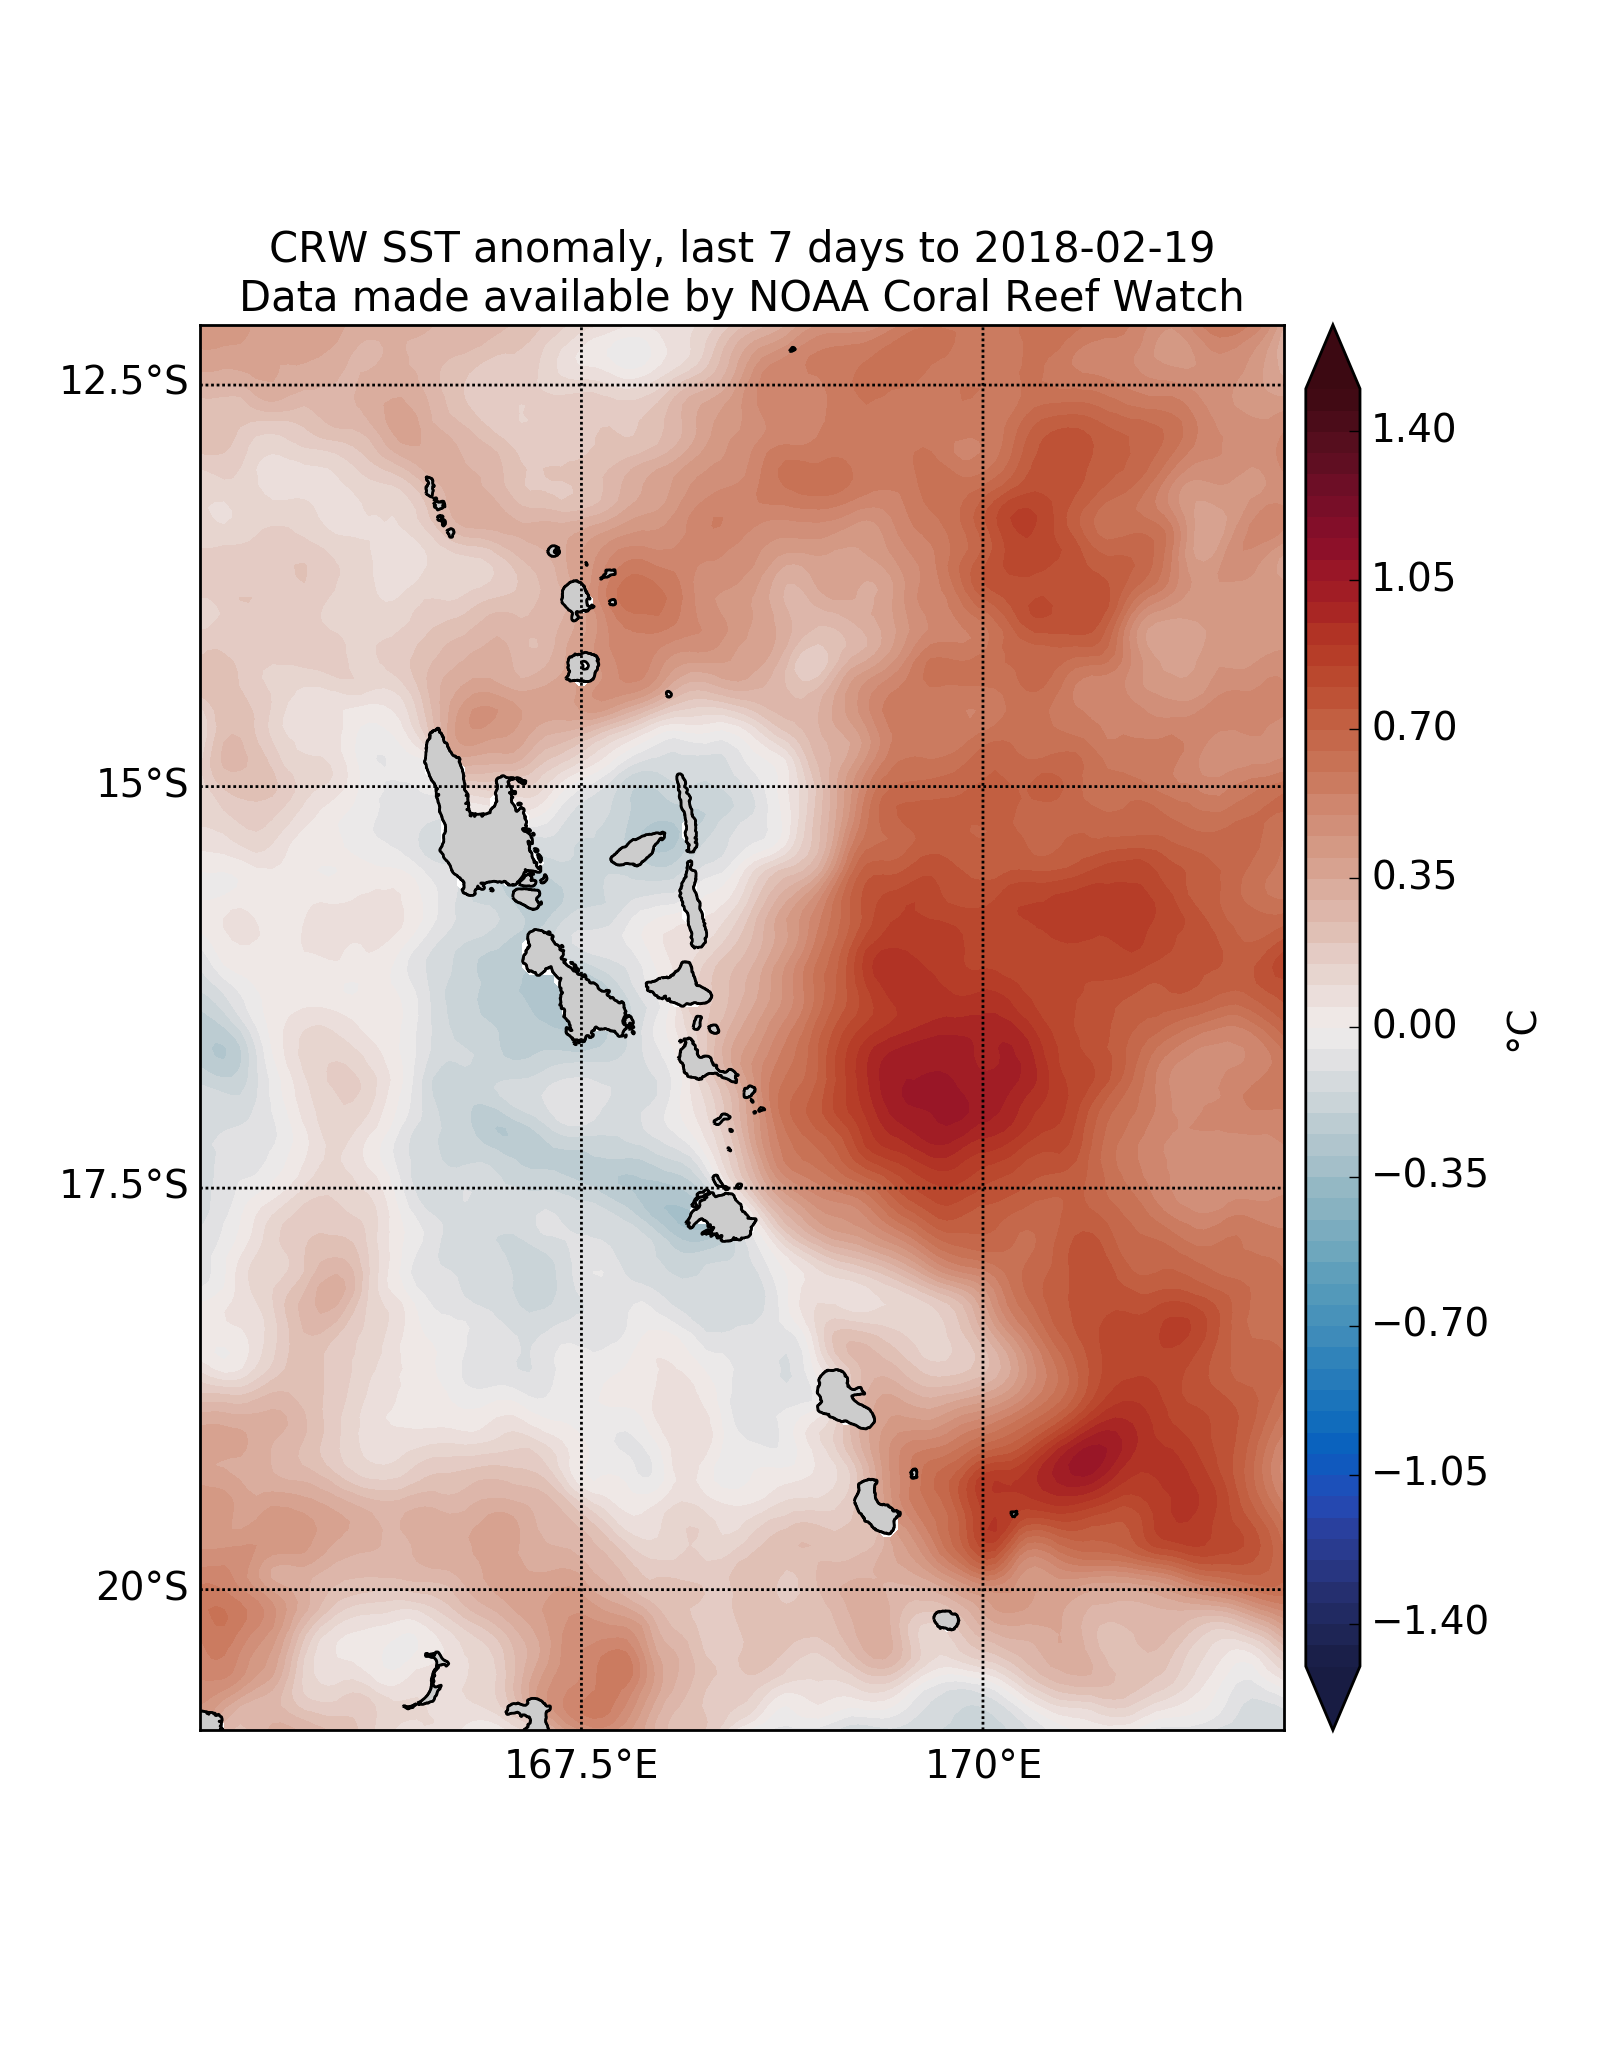 CRW SST anomaly, last 7 days to 2018-02-19
Data made available by NOAA Coral Reef Watch
12.5°S
15°S
17.5°S
20°S
167.5°E
170°E
1.40
1.05
0.70
0.35
0.00
−0.35
−0.70
−1.05
−1.40
°C